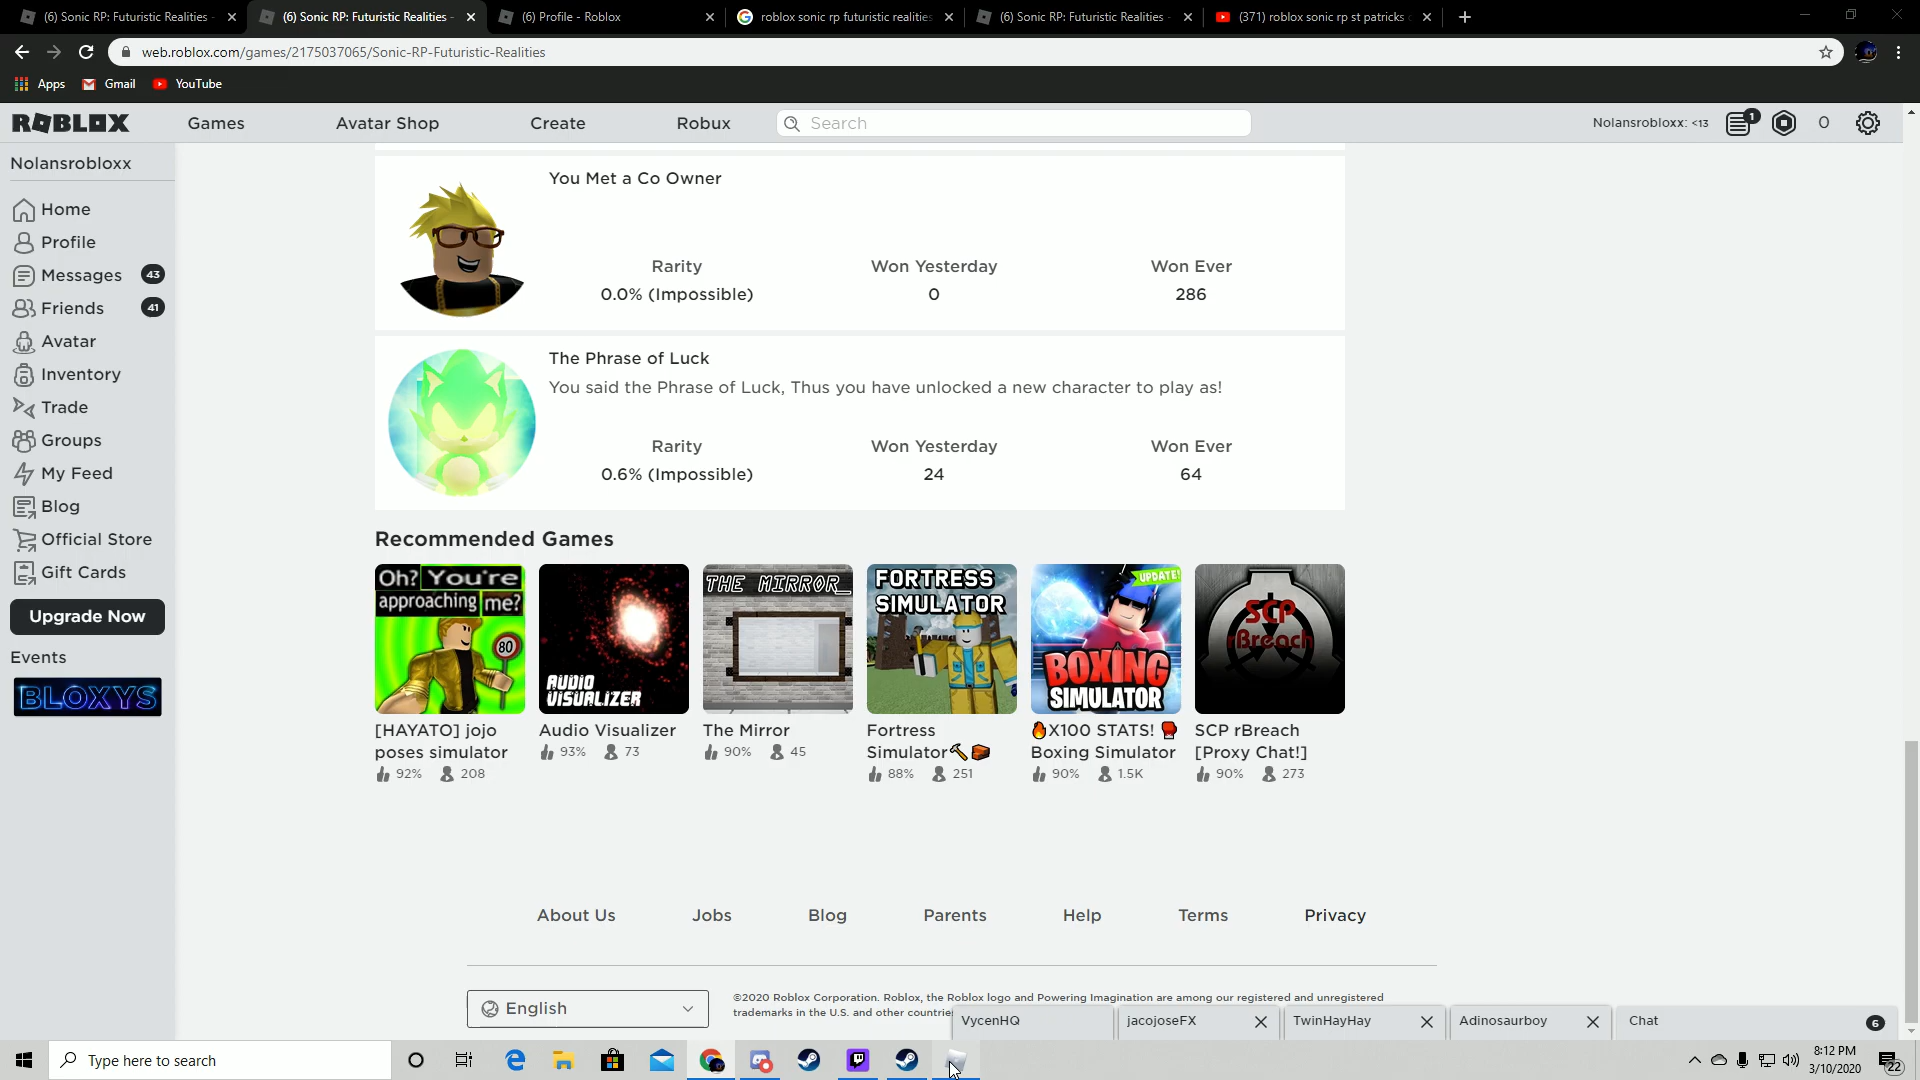 (6) Sonic RP: Futuristic Realities -
(6) Sonic RP: Futuristic Realities -
(6) Profile - Roblox
roblox sonic rp futuristic realities
(6) Sonic RP: Futuristic Realities -
(371) roblox sonic rp st patricks
web.roblox.com/games/2175037065/Sonic-RP-Futuristic-Realities
Apps
Gmail
YouTube
ROBLOX
Games
Avatar Shop
Create
Robux
Search
Nolansrobloxx: <13
1
0
Nolansrobloxx
Home
Profile
Messages 43
Friends 41
Avatar
Inventory
Trade
Groups
My Feed
Blog
Official Store
Gift Cards
Upgrade Now
Events
BLOXYS
You Met a Co Owner
Rarity Won Yesterday Won Ever
0.0% (Impossible) 0 286
The Phrase of Luck
You said the Phrase of Luck, Thus you have unlocked a new character to play as!
Rarity Won Yesterday Won Ever
0.6% (Impossible) 24 64
Recommended Games
Oh? You're
approaching me?
80
[HAYATO] jojo
poses simulator
92% 208
AUDIO
VISUALIZER
Audio Visualizer
93% 73
THE MIRROR_
The Mirror
90% 45
FORTRESS
SIMULATOR
Fortress
Simulator🔨🧱
88% 251
UPDATE!
BOXING
SIMULATOR
🔥X100 STATS! 🥊
Boxing Simulator
90% 1.5K
SCP
rBreach
SCP rBreach
[Proxy Chat!]
90% 273
About Us Jobs Blog Parents Help Terms Privacy
English
©2020 Roblox Corporation. Roblox, the Roblox logo and Powering Imagination are among our registered and unregistered
trademarks in the U.S. and other countries
VycenHQ
jacojoseFX
TwinHayHay
Adinosaurboy
Chat
6
Type here to search
8:12 PM
3/10/2020
22